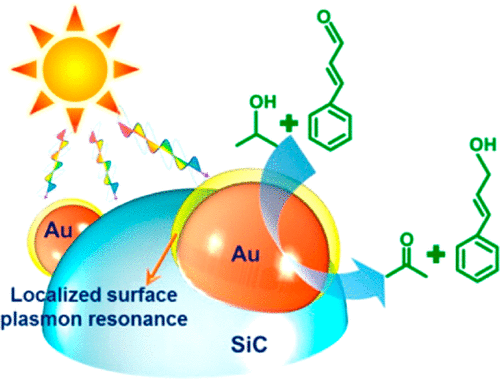 O
OH
+
OH
Au
Au
O
+
Localized surface
plasmon resonance
SiC